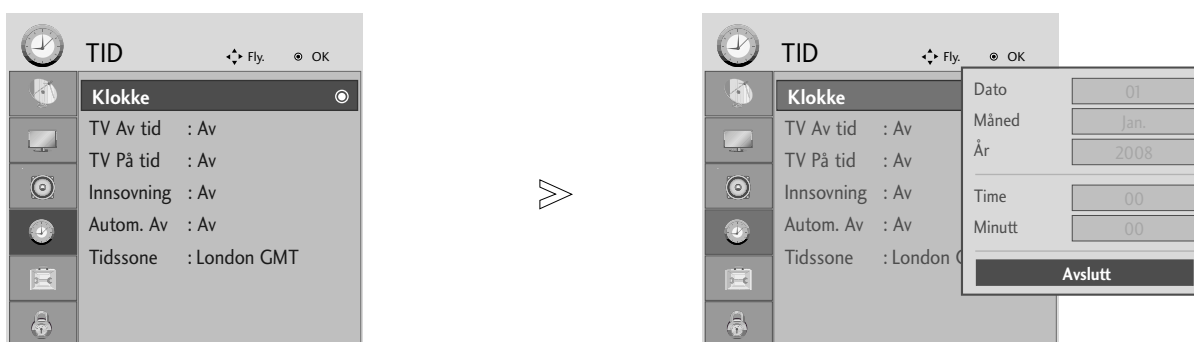 TID Fly. OK
Klokke
TV Av tid : Av
TV På tid : Av
Innsovning : Av
Autom. Av : Av
Tidssone : London GMT
TID Fly. OK
Klokke
TV Av tid : Av
TV På tid : Av
Innsovning : Av
Autom. Av : Av
Tidssone : London
Dato 01
Måned Jan.
År 2008
Time 00
Minutt 00
Avslutt